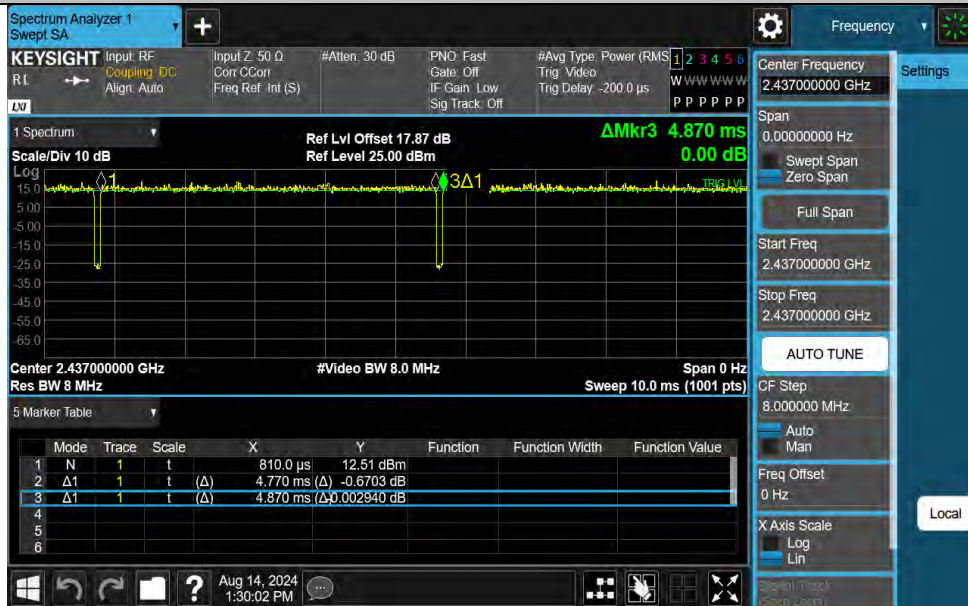 Spectrum Analyzer 1
Swept SA
+
Frequency
KEYSIGHT
Input: RF
Coupling: DC
Align: Auto
Input Z: 50 Ω
Corr CCorr
Freq Ref: Int (S)
#Atten: 30 dB
PNO: Fast
Gate: Off
IF Gain: Low
Sig Track: Off
#Avg Type: Power (RMS
Trig: Video
Trig Delay: -200.0 µs
1 2 3 4 5 6
W W W W W W
P P P P P P
LXI
1 Spectrum
Scale/Div 10 dB
Ref Lvl Offset 17.87 dB
Ref Level 25.00 dBm
ΔMkr3 4.870 ms
0.00 dB
Log
1
3Δ1
TRIG LVL
15.0
5.00
-5.00
-15.0
-25.0
-35.0
-45.0
-55.0
-65.0
Center 2.437000000 GHz
Res BW 8 MHz
#Video BW 8.0 MHz
Span 0 Hz
Sweep 10.0 ms (1001 pts)
5 Marker Table
Mode Trace Scale X Y Function Function Width Function Value
1 N 1 t 810.0 µs 12.51 dBm
2 Δ1 1 t (Δ) 4.770 ms (Δ) -0.6703 dB
3 Δ1 1 t (Δ) 4.870 ms (Δ)-0.002940 dB
4
5
6
?
Aug 14, 2024
1:30:02 PM
Center Frequency
2.437000000 GHz
Span
0.00000000 Hz
Swept Span
Zero Span
Full Span
Start Freq
2.437000000 GHz
Stop Freq
2.437000000 GHz
AUTO TUNE
CF Step
8.000000 MHz
Auto
Man
Freq Offset
0 Hz
X Axis Scale
Log
Lin
Signal Track
(Span Zoom)
Settings
Local